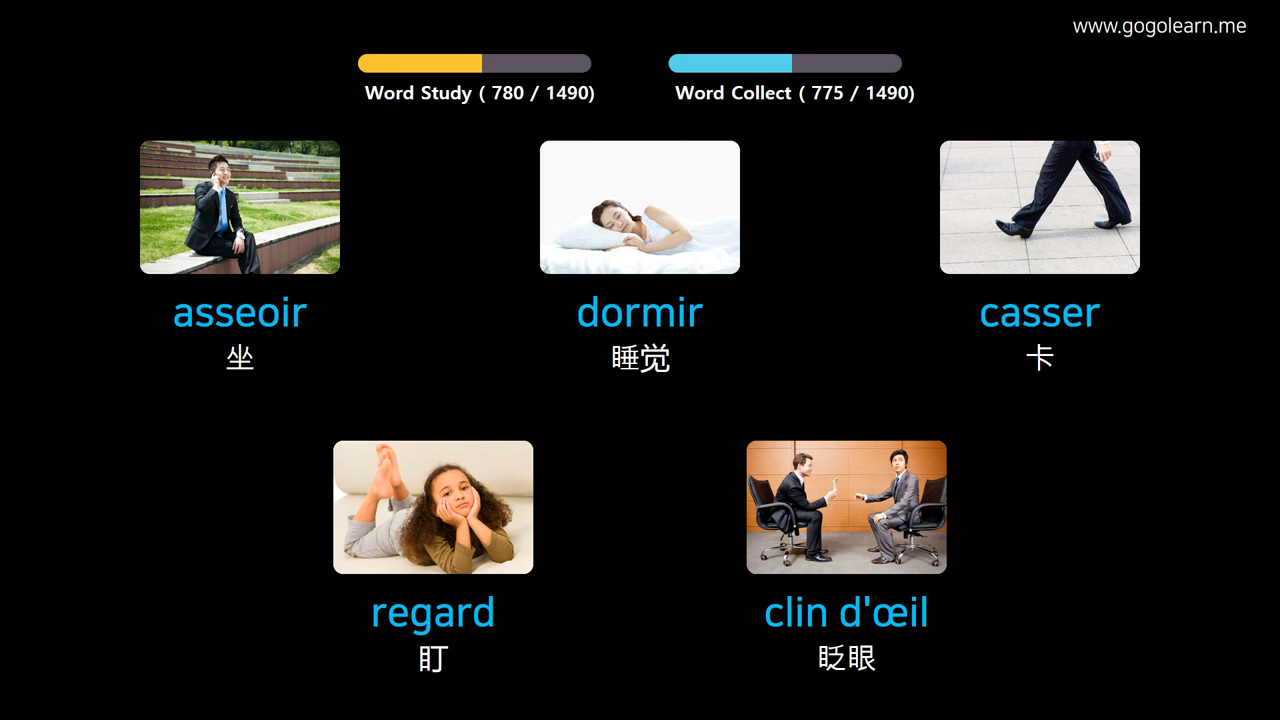 www.gogolearn.me
Word Study ( 780 / 1490)
Word Collect ( 775 / 1490)
asseoir
坐
dormir
睡觉
casser
卡
regard
盯
clin d'œil
眨眼